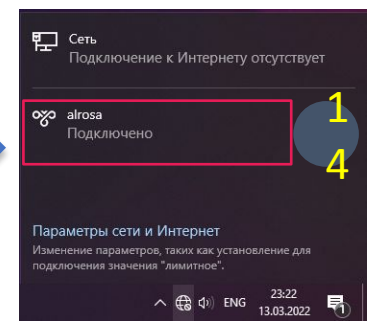 Сеть
Подключение к Интернету отсутствует
alrosa
Подключено
1
4
Параметры сети и Интернет
Изменение параметров, таких как установление для
подключения значения "лимитное".
ENG
23:22
13.03.2022
1